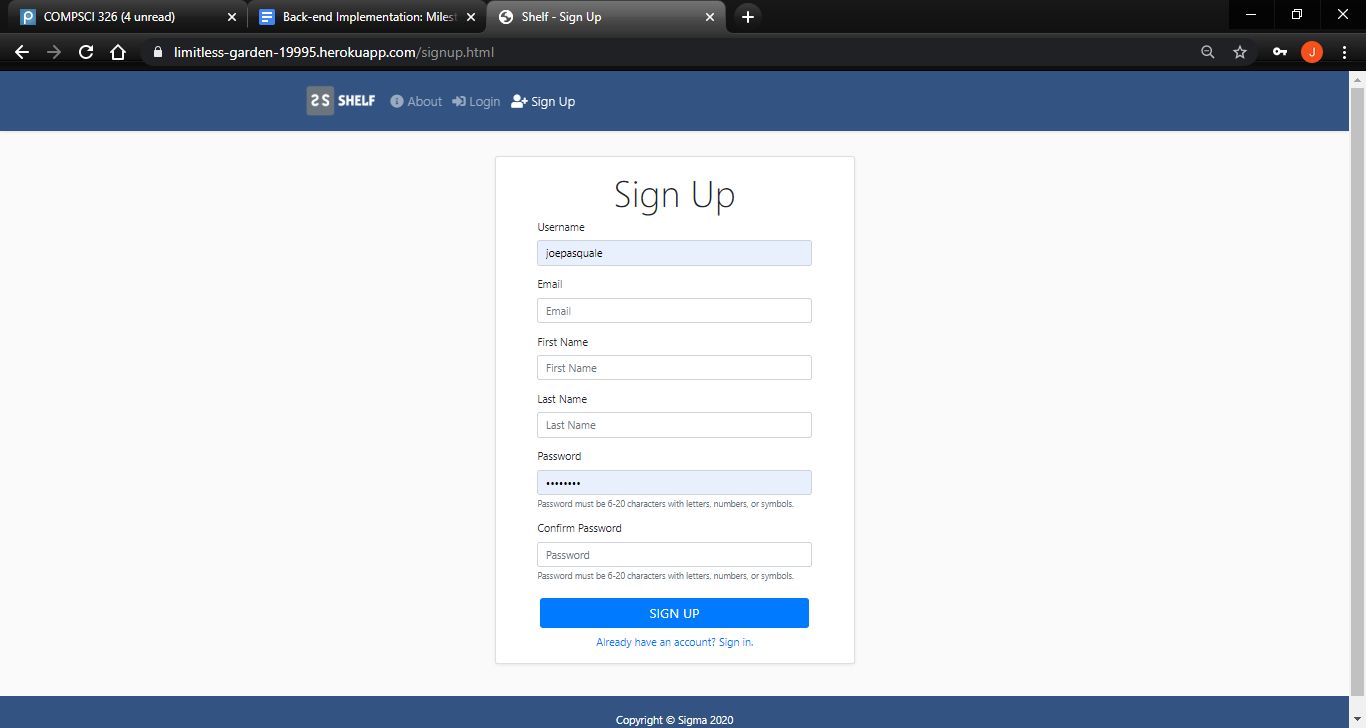 COMPSCI 326 (4 unread)
Back-end Implementation: Milest
Shelf - Sign Up
limitless-garden-19995.herokuapp.com/signup.html
J
SHELF About Login Sign Up
Sign Up
Username
joepasquale
Email
Email
First Name
First Name
Last Name
Last Name
Password
••••••••
Password must be 6-20 characters with letters, numbers, or symbols.
Confirm Password
Password
Password must be 6-20 characters with letters, numbers, or symbols.
SIGN UP
Already have an account? Sign in.
Copyright © Sigma 2020